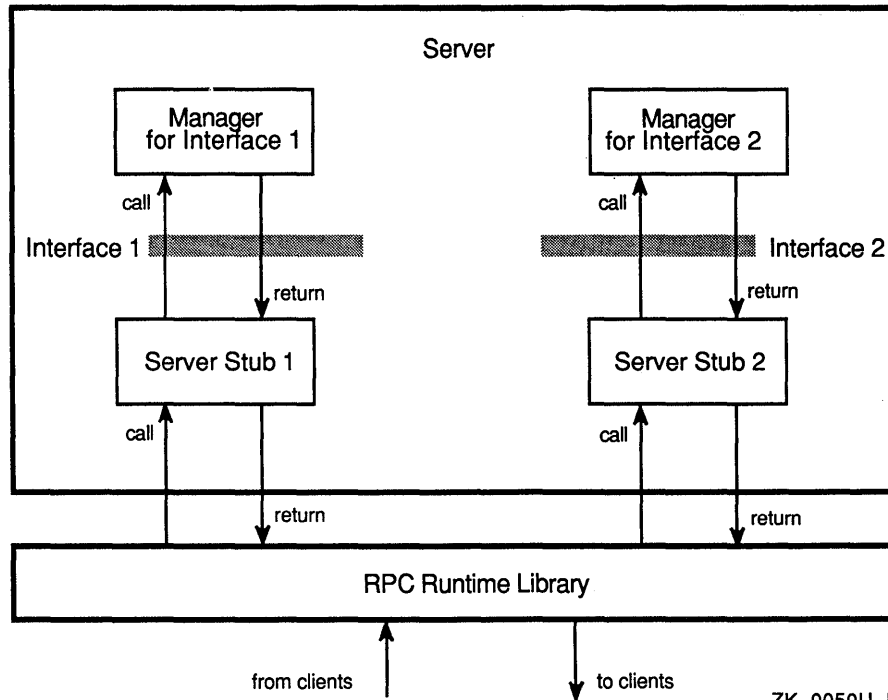 Server
Manager
for Interface 1
Manager
for Interface 2
call
call
Interface 1
Interface 2
return
return
Server Stub 1
Server Stub 2
call
call
return
return
RPC Runtime Library
from clients
to clients